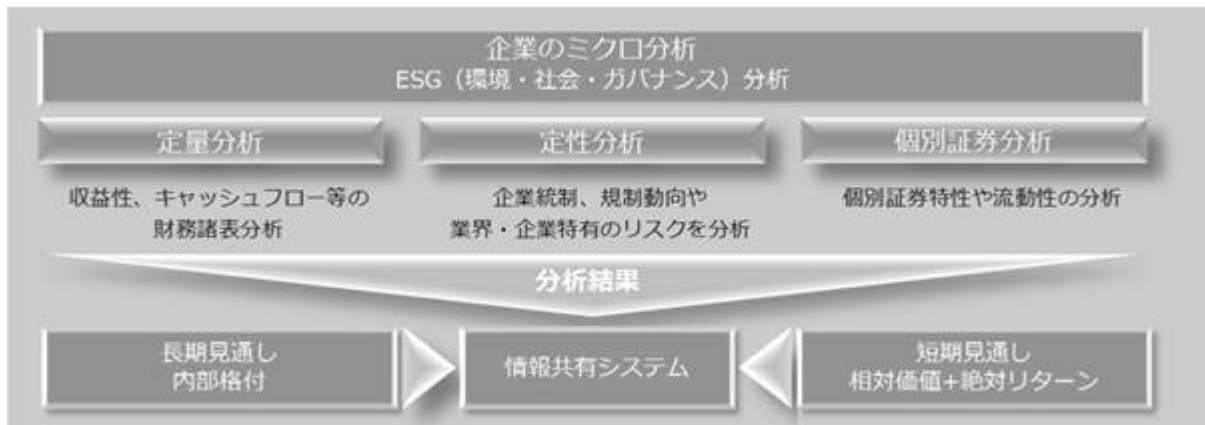 企業のミクロ分析
ESG（環境・社会・ガバナンス）分析
定量分析
収益性、キャッシュフロー等の
財務諸表分析
定性分析
企業統制、規制動向や
業界・企業特有のリスクを分析
個別証券分析
個別証券特性や流動性の分析
分析結果
長期見通し
内部格付
情報共有システム
短期見通し
相対価値+絶対リターン